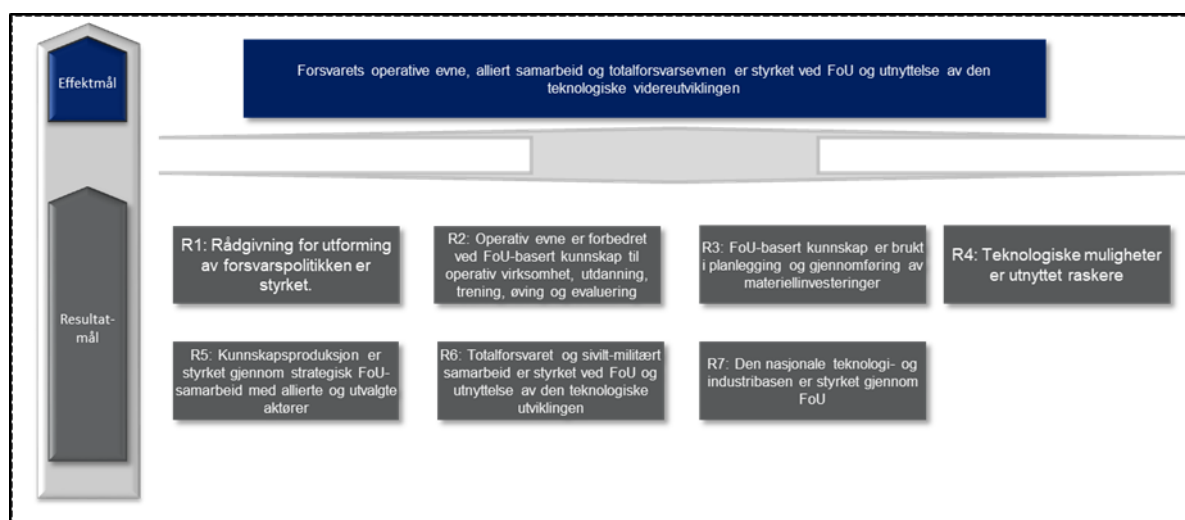 Effektmål
Forsvarets operative evne, alliert samarbeid og totalforsvarsevnen er styrket ved FoU og utnyttelse av den
teknologiske videreutviklingen
R1: Rådgivning for utforming
av forsvarspolitikken er
styrket.
R2: Operativ evne er forbedret
ved FoU-basert kunnskap til
operativ virksomhet, utdanning,
trening, øving og evaluering
R3: FoU-basert kunnskap er brukt
i planlegging og gjennomføring av
materiellinvesteringer
R4: Teknologiske muligheter
er utnyttet raskere
Resultat-
mål
R5: Kunnskapsproduksjon er
styrket gjennom strategisk FoU-
samarbeid med allierte og utvalgte
aktører
R6: Totalforsvaret og sivilt-militært
samarbeid er styrket ved FoU og
utnyttelse av den teknologiske
utviklingen
R7: Den nasjonale teknologi- og
industribasen er styrket gjennom
FoU